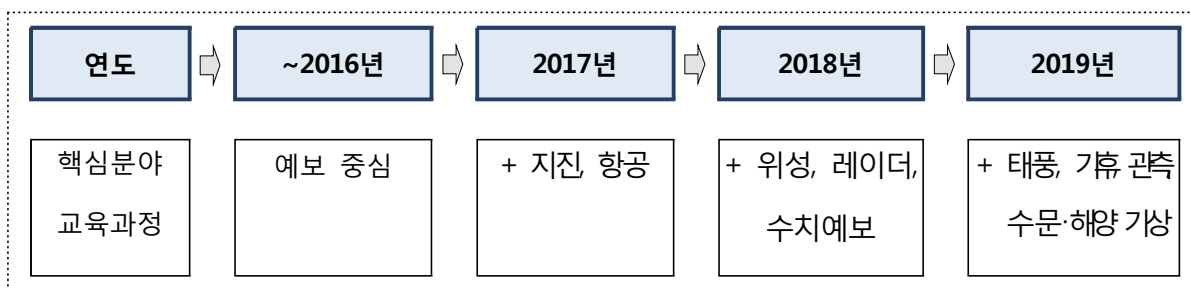 연도
~2016년
2017년
2018년
2019년
핵심분야
교육과정
예보 중심
+ 지진, 항공
+ 위성, 레이더,
수치예보
+ 태풍, 기후, 관측
수문·해양 기상